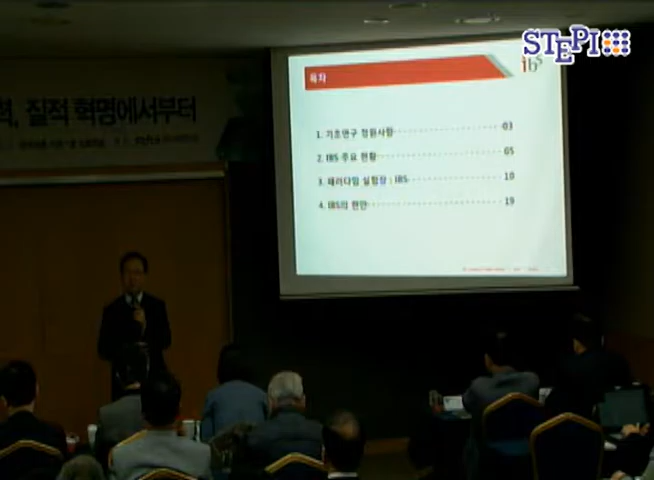 STEPI
ibs
력, 질적 혁명에서부터
목차
1. 기초연구 정원사항 03
2. IBS 주요 현황 05
3. 패러다임 실험장 : IBS 10
4. IBS의 현안 19